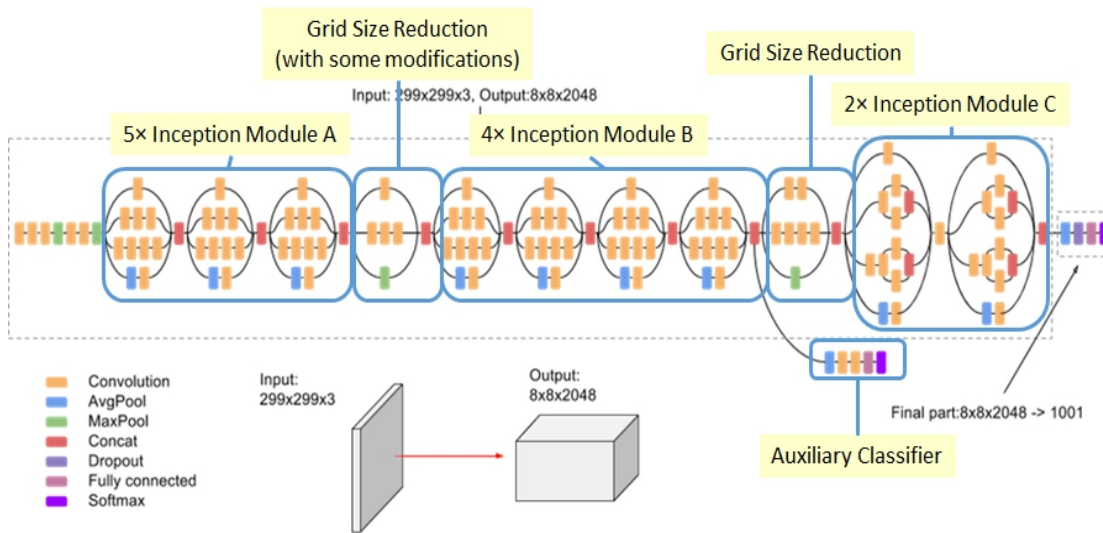 Grid Size Reduction
(with some modifications)
Grid Size Reduction
Input: 299x299x3, Output:8x8x2048
5× Inception Module A
4× Inception Module B
2× Inception Module C
Convolution
AvgPool
MaxPool
Concat
Dropout
Fully connected
Softmax
Input:
299x299x3
Output:
8x8x2048
Final part:8x8x2048 -> 1001
Auxiliary Classifier